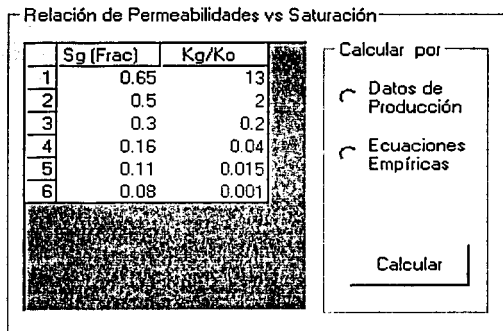 Relación de Permeabilidades vs Saturación
Sg (Frac) Kg/Ko
1 0.65 13
2 0.5 2
3 0.3 0.2
4 0.16 0.04
5 0.11 0.015
6 0.08 0.001
Calcular por
Datos de
Producción
Ecuaciones
Empíricas
Calcular